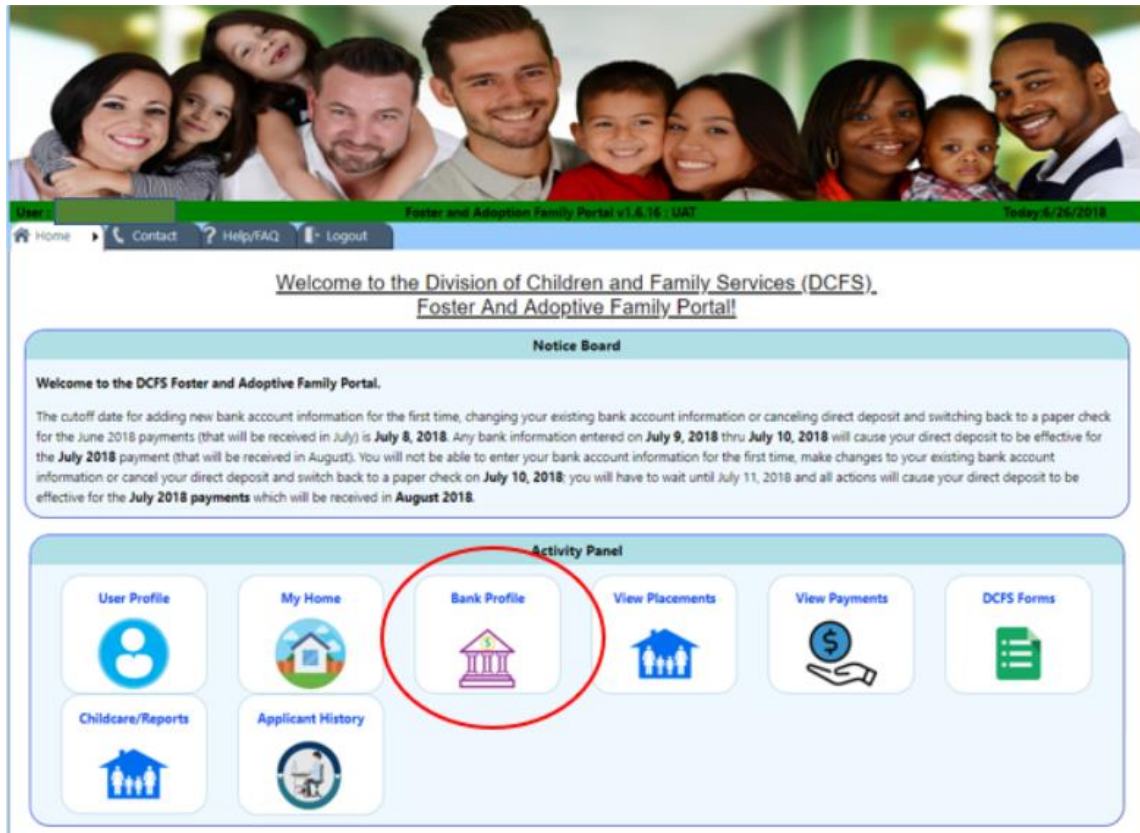 User :
Foster and Adoption Family Portal v1.6.16 : UAT
Today:6/26/2018
Home
Contact
Help/FAQ
Logout
Welcome to the Division of Children and Family Services (DCFS)
Foster And Adoptive Family Portal!
Notice Board
Welcome to the DCFS Foster and Adoptive Family Portal.
The cutoff date for adding new bank account information for the first time, changing your existing bank account information or canceling direct deposit and switching back to a paper check
for the June 2018 payments (that will be received in July) is July 8, 2018. Any bank information entered on July 9, 2018 thru July 10, 2018 will cause your direct deposit to be effective for
the July 2018 payment (that will be received in August). You will not be able to enter your bank account information for the first time, make changes to your existing bank account
information or cancel your direct deposit and switch back to a paper check on July 10, 2018; you will have to wait until July 11, 2018 and all actions will cause your direct deposit to be
effective for the July 2018 payments which will be received in August 2018.
Activity Panel
User Profile
My Home
Bank Profile
View Placements
View Payments
DCFS Forms
Childcare/Reports
Applicant History